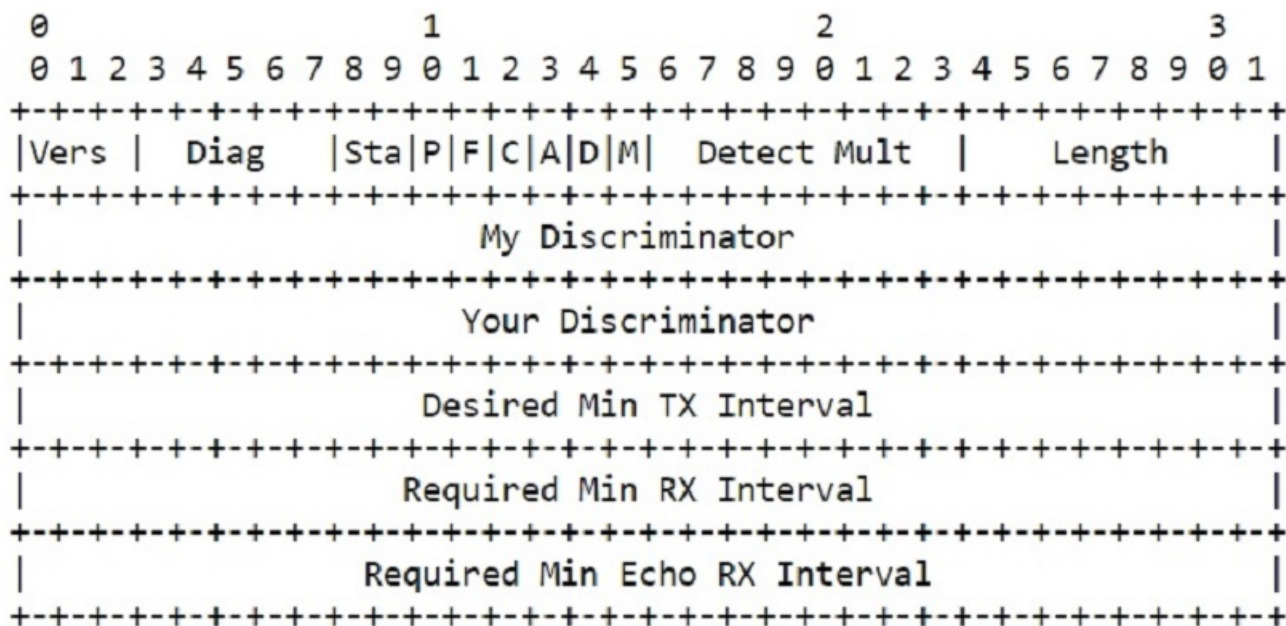 0                   1                   2                   3
 0 1 2 3 4 5 6 7 8 9 0 1 2 3 4 5 6 7 8 9 0 1 2 3 4 5 6 7 8 9 0 1
+-+-+-+-+-+-+-+-+-+-+-+-+-+-+-+-+-+-+-+-+-+-+-+-+-+-+-+-+-+-+-+-+
|Vers |  Diag   |Sta|P|F|C|A|D|M|  Detect Mult  |    Length     |
+-+-+-+-+-+-+-+-+-+-+-+-+-+-+-+-+-+-+-+-+-+-+-+-+-+-+-+-+-+-+-+-+
|                       My Discriminator                        |
+-+-+-+-+-+-+-+-+-+-+-+-+-+-+-+-+-+-+-+-+-+-+-+-+-+-+-+-+-+-+-+-+
|                      Your Discriminator                       |
+-+-+-+-+-+-+-+-+-+-+-+-+-+-+-+-+-+-+-+-+-+-+-+-+-+-+-+-+-+-+-+-+
|                    Desired Min TX Interval                    |
+-+-+-+-+-+-+-+-+-+-+-+-+-+-+-+-+-+-+-+-+-+-+-+-+-+-+-+-+-+-+-+-+
|                   Required Min RX Interval                    |
+-+-+-+-+-+-+-+-+-+-+-+-+-+-+-+-+-+-+-+-+-+-+-+-+-+-+-+-+-+-+-+-+
|                 Required Min Echo RX Interval                 |
+-+-+-+-+-+-+-+-+-+-+-+-+-+-+-+-+-+-+-+-+-+-+-+-+-+-+-+-+-+-+-+-+